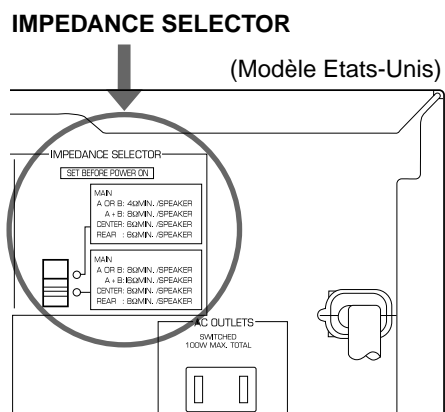 IMPEDANCE SELECTOR
(Modèle Etats-Unis)
IMPEDANCE SELECTOR
SET BEFORE POWER ON
MAIN
A OR B: 4ΩMIN. /SPEAKER
A + B: 8ΩMIN. /SPEAKER
CENTER: 6ΩMIN. /SPEAKER
REAR : 6ΩMIN. /SPEAKER
MAIN
A OR B: 8ΩMIN. /SPEAKER
A + B: 16ΩMIN. /SPEAKER
CENTER: 8ΩMIN. /SPEAKER
REAR : 8ΩMIN. /SPEAKER
AC OUTLETS
SWITCHED
100W MAX. TOTAL